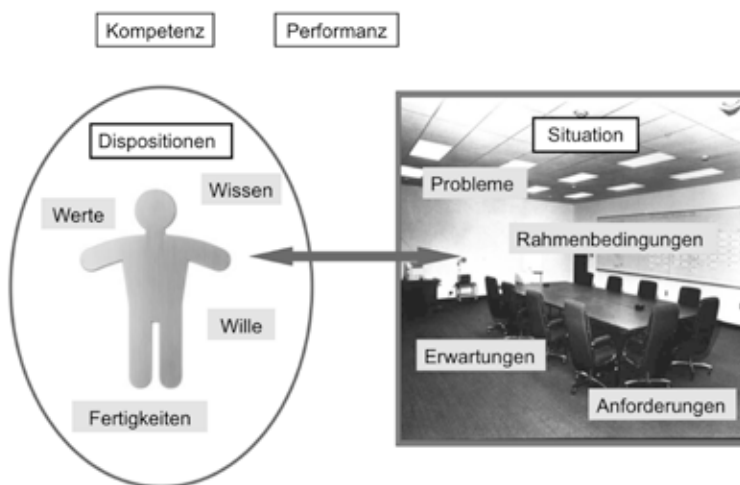 Kompetenz
Performanz
Dispositionen
Situation
Wissen
Probleme
Werte
Rahmenbedingungen
Wille
Erwartungen
Fertigkeiten
Anforderungen